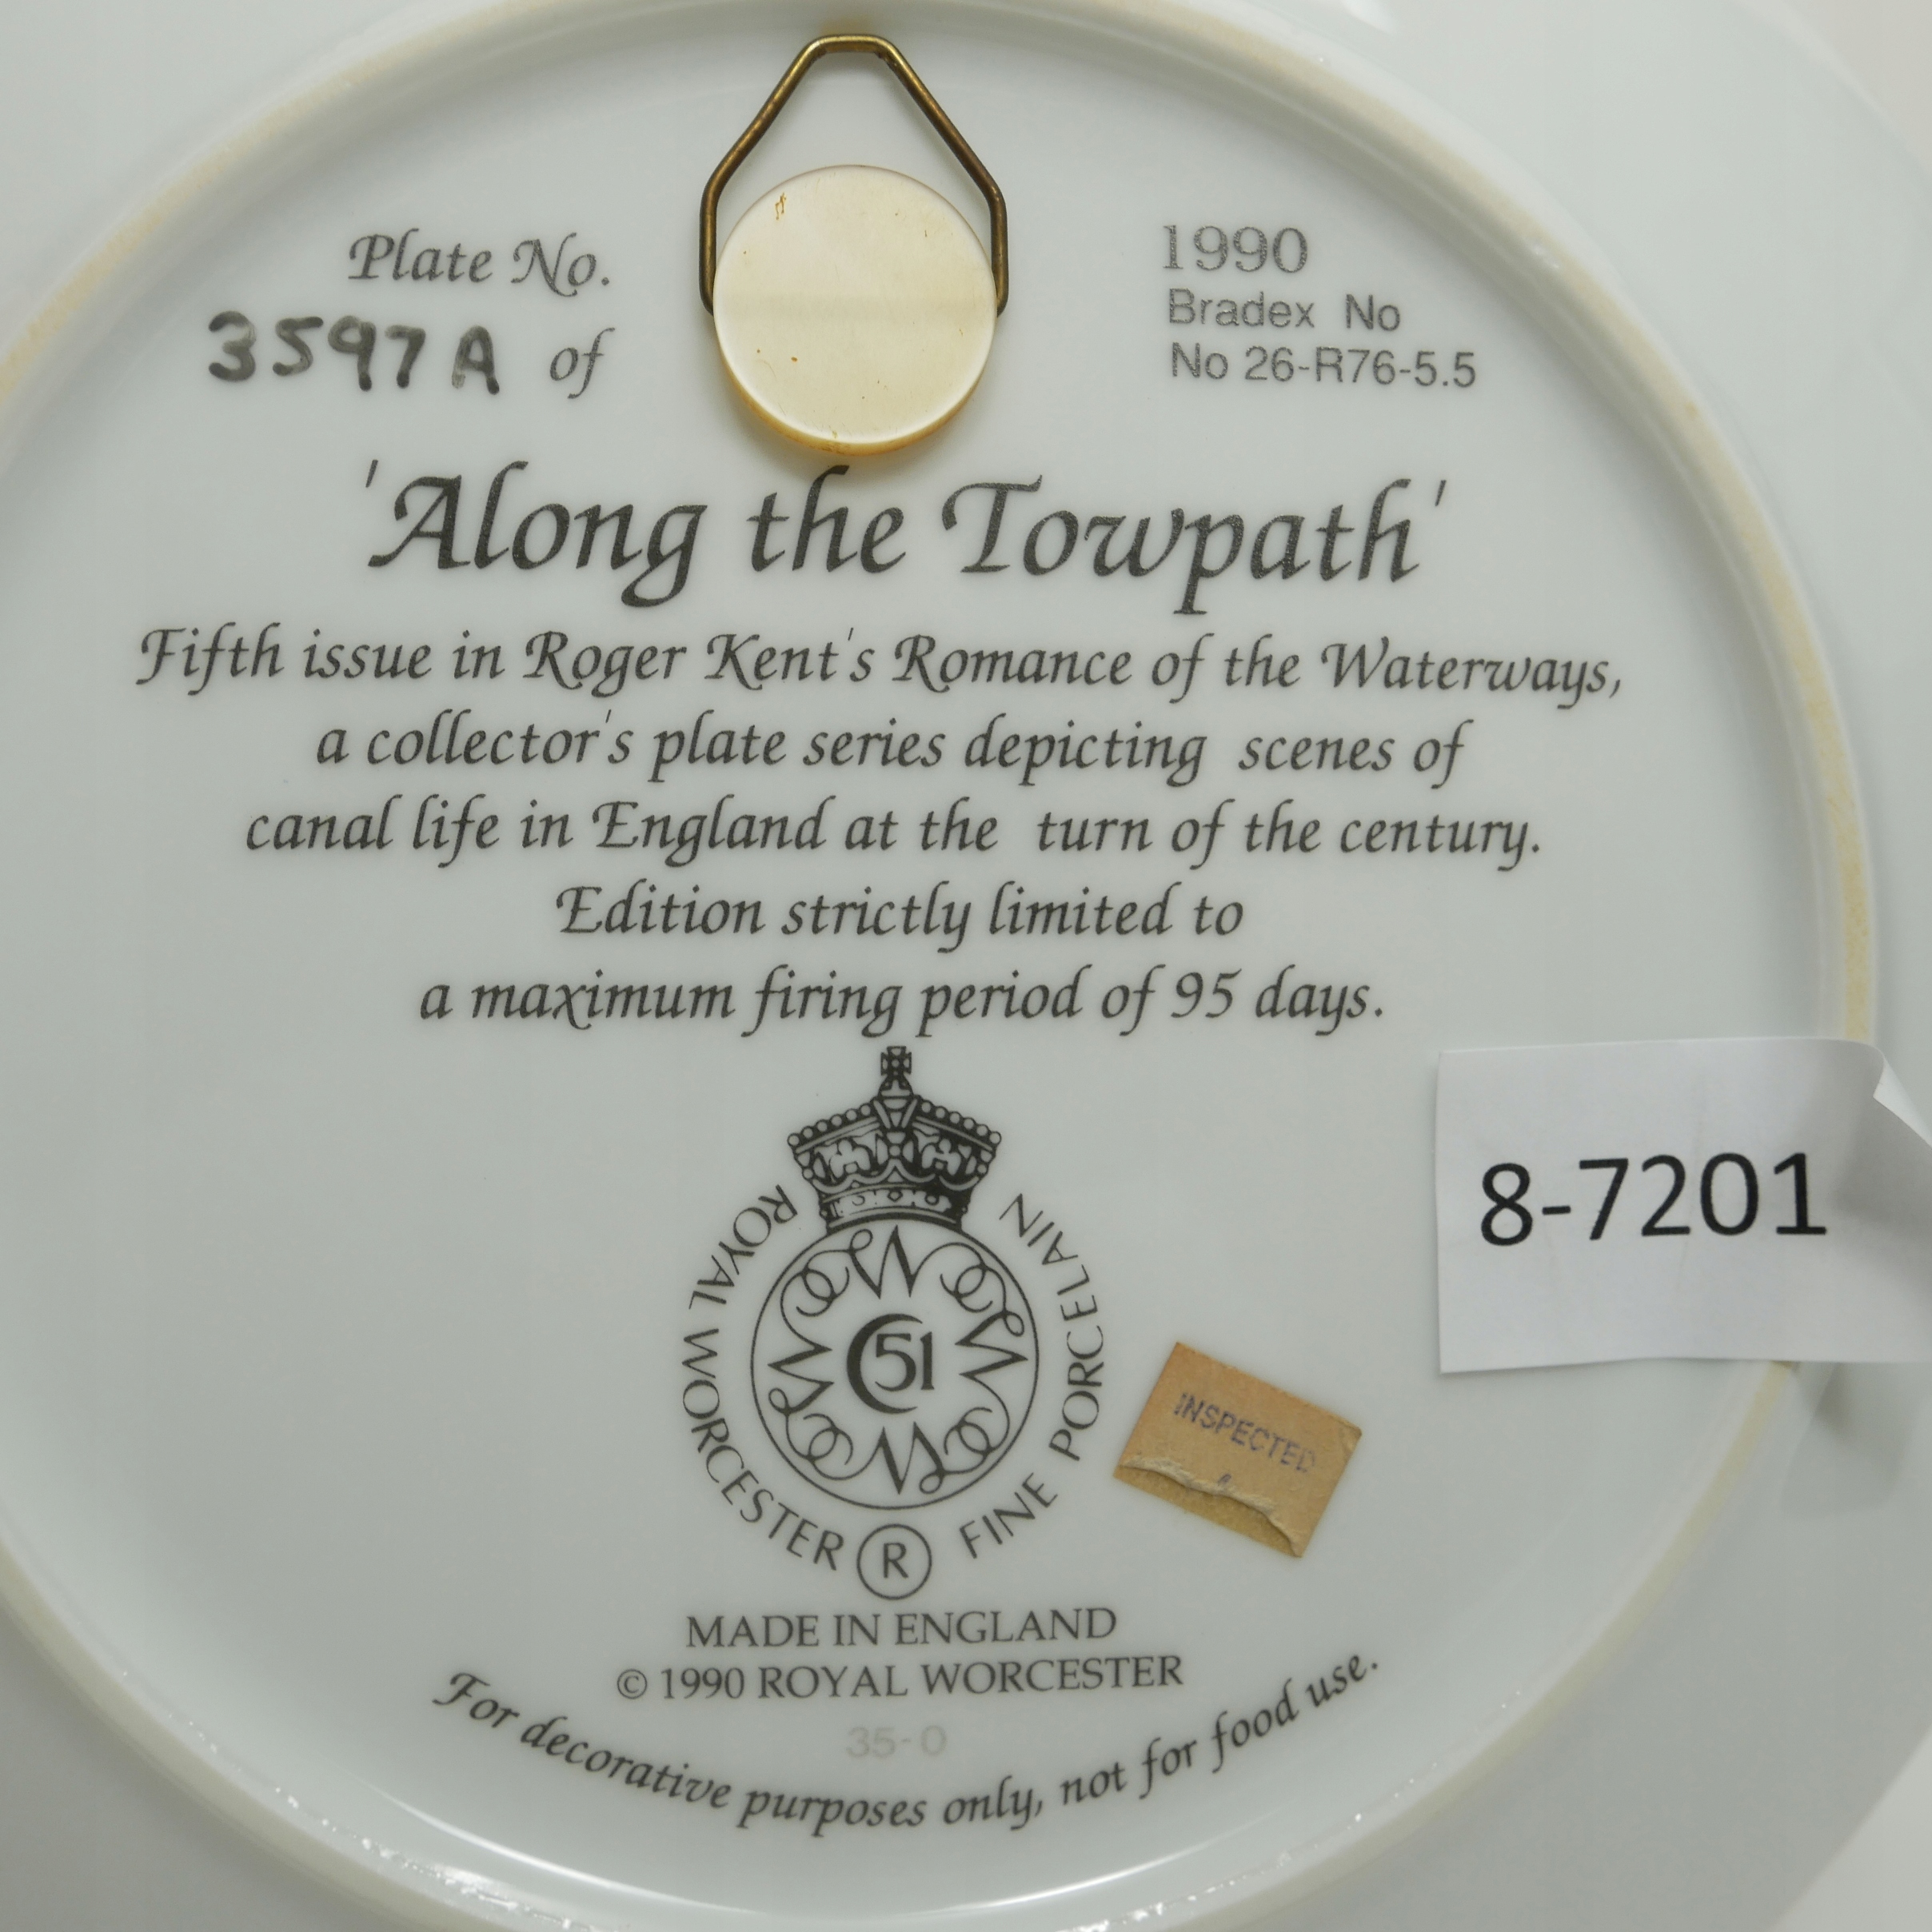 Plate No.
3597A of
1990
Bradex No
No 26-R76-5.5
'Along the Towpath'
Fifth issue in Roger Kent's Romance of the Waterways,
a collector's plate series depicting scenes of
canal life in England at the turn of the century.
Edition strictly limited to
a maximum firing period of 95 days.
ROYAL WORCESTER ® FINE PORCELAIN
W W W W
C51
8-7201
INSPECTED
MADE IN ENGLAND
© 1990 ROYAL WORCESTER
35-0
For decorative purposes only, not for food use.